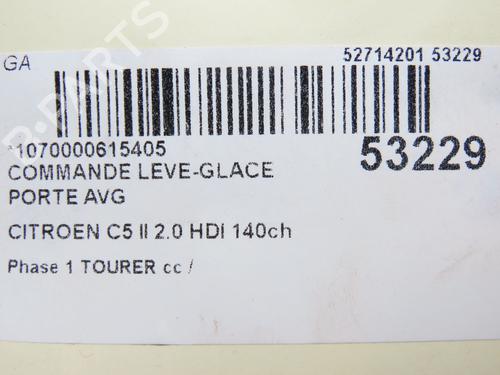 GA
52714201 53229
*1070000615405
53229
COMMANDE LEVE-GLACE
PORTE AVG
CITROEN C5 II 2.0 HDI 140ch
Phase 1 TOURER cc /
B-PARTS